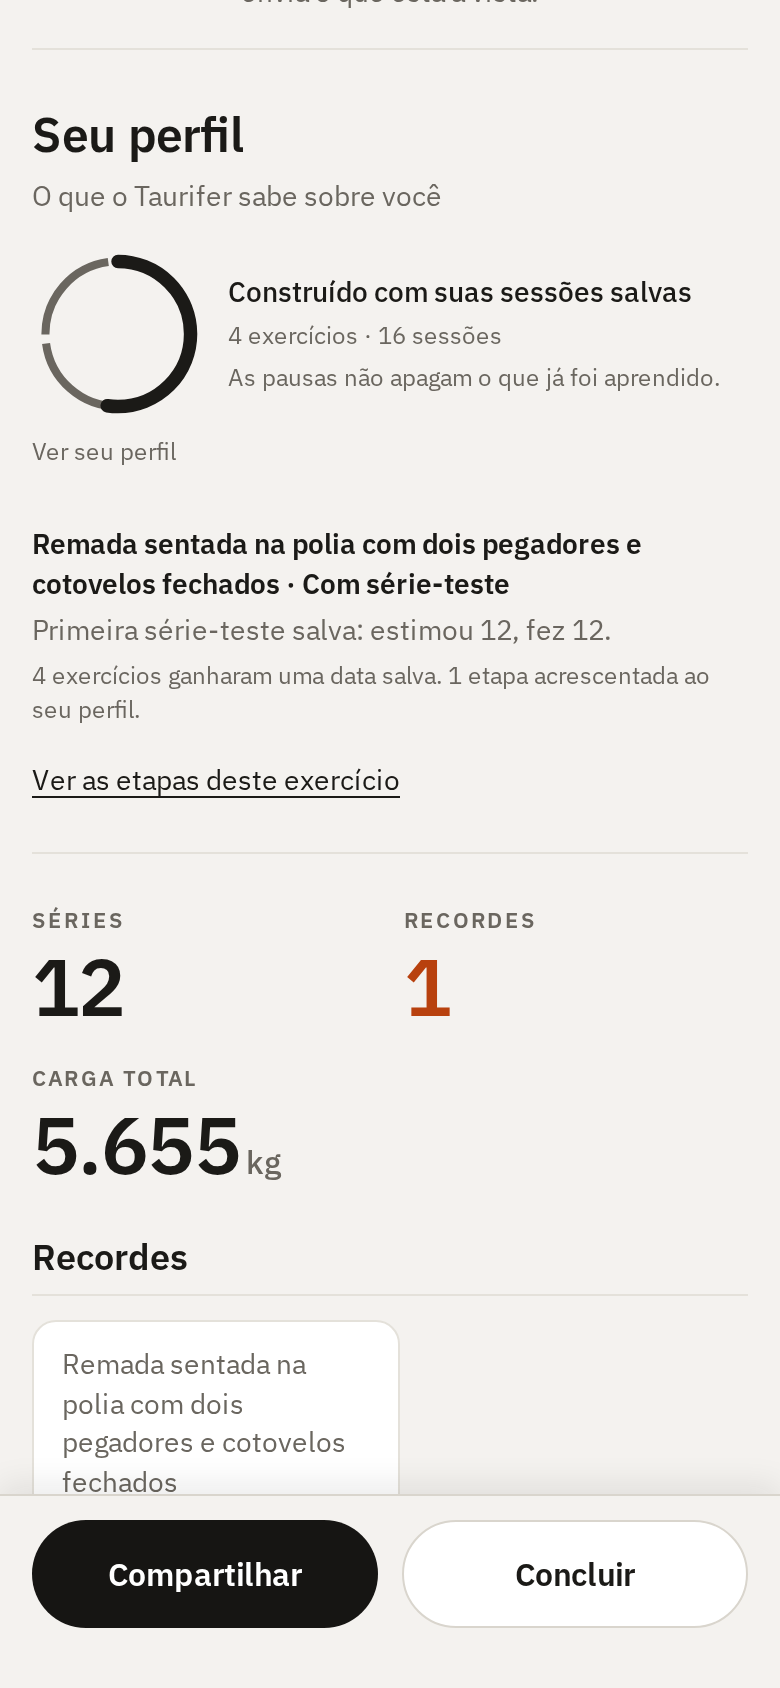 Seu perfil
O que o Taurifer sabe sobre você
Construído com suas sessões salvas
4 exercícios · 16 sessões
As pausas não apagam o que já foi aprendido.
Ver seu perfil
Remada sentada na polia com dois pegadores e
cotovelos fechados · Com série-teste
Primeira série-teste salva: estimou 12, fez 12.
4 exercícios ganharam uma data salva. 1 etapa acrescentada ao
seu perfil.
Ver as etapas deste exercício
SÉRIES
RECORDES
12
1
CARGA TOTAL
5.655 kg
Recordes
Remada sentada na
polia com dois
pegadores e cotovelos
fechados
Compartilhar
Concluir